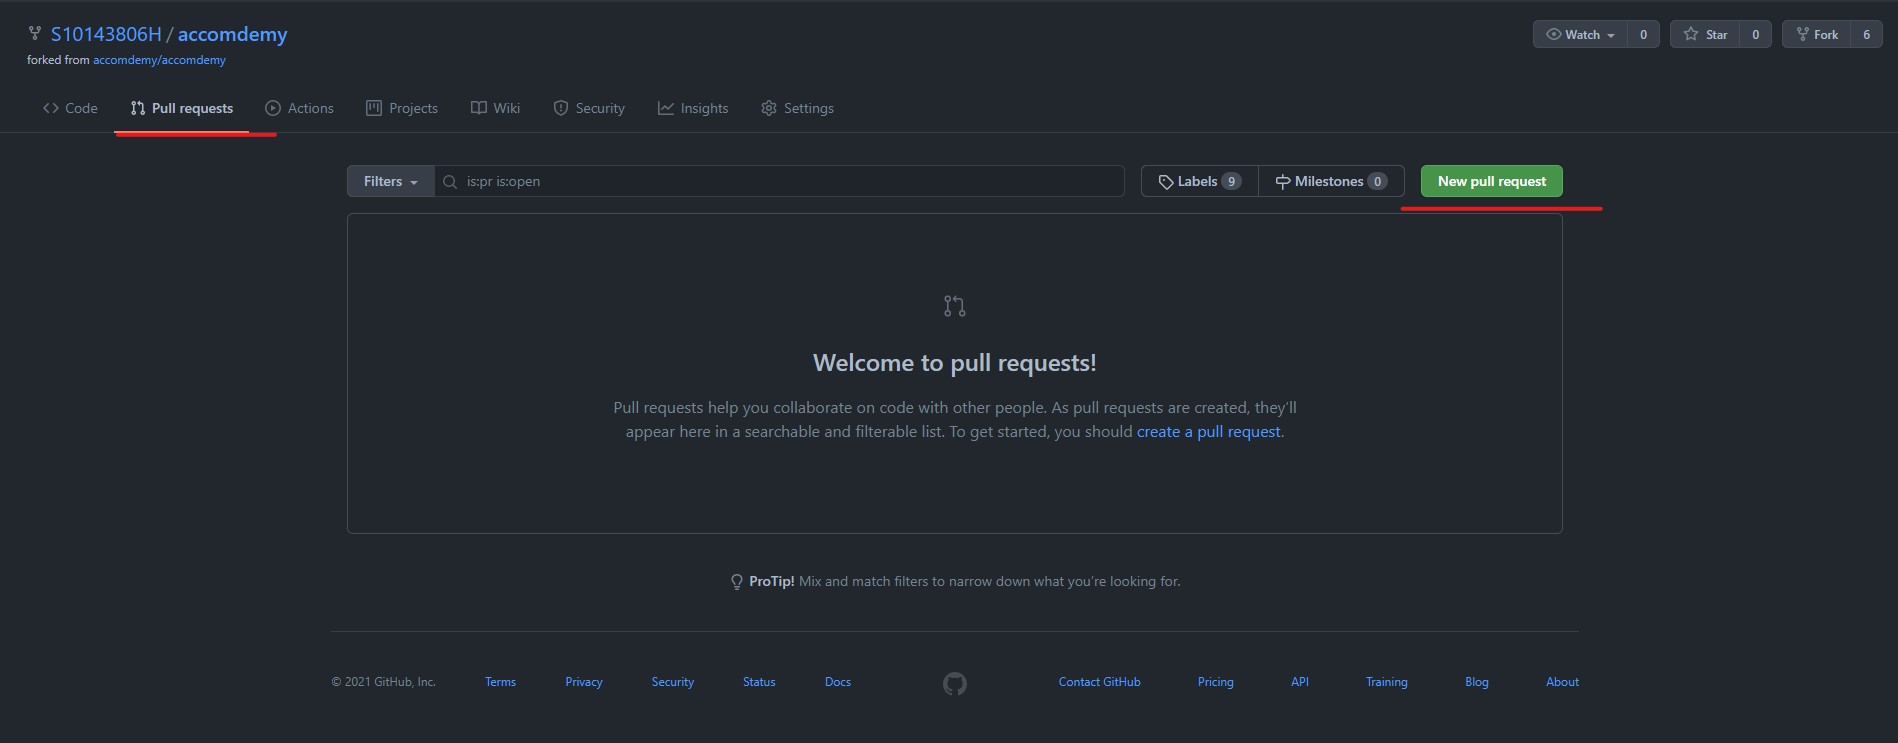 S10143806H / accomdemy
Watch 0
Star 0
Fork 6
forked from accomdemy/accomdemy
Code
Pull requests
Actions
Projects
Wiki
Security
Insights
Settings
Filters
is:pr is:open
Labels 9
Milestones 0
New pull request
Welcome to pull requests!
Pull requests help you collaborate on code with other people. As pull requests are created, they'll
appear here in a searchable and filterable list. To get started, you should create a pull request.
ProTip! Mix and match filters to narrow down what you're looking for.
© 2021 GitHub, Inc.
Terms
Privacy
Security
Status
Docs
Contact GitHub
Pricing
API
Training
Blog
About